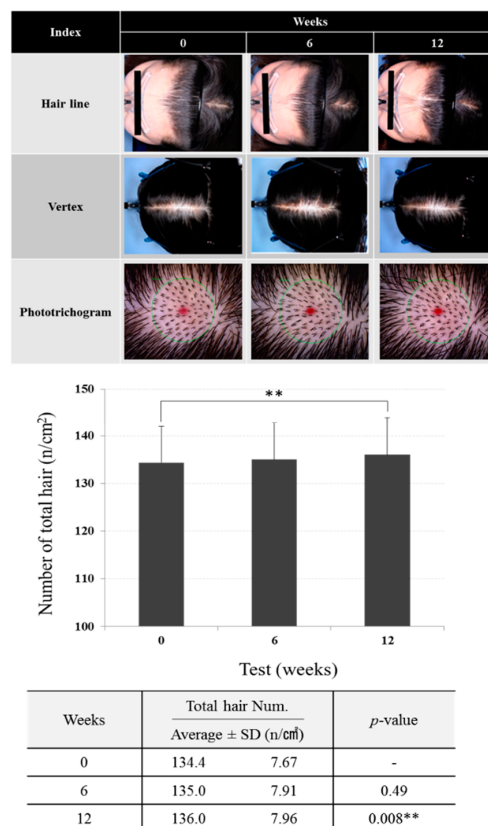 Index Weeks
0 6 12
Hair line
Vertex
Phototrichogram
150
**
140
130
120
110
100
Number of total hair (n/cm²)
0 6 12
Test (weeks)
Weeks Total hair Num. p-value
Average ± SD (n/㎠)
0 134.4 7.67 -
6 135.0 7.91 0.49
12 136.0 7.96 0.008**